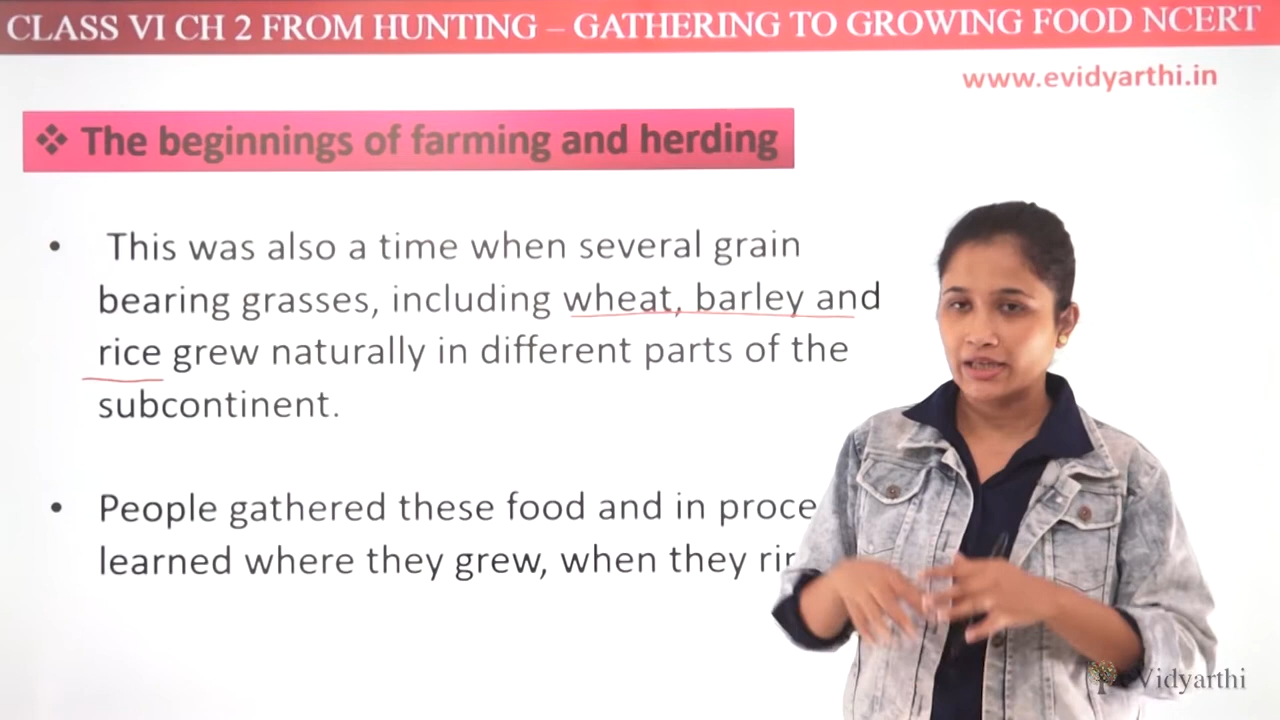 CLASS VI CH 2 FROM HUNTING – GATHERING TO GROWING FOOD NCERT
www.evidyarthi.in
❖ The beginnings of farming and herding
• This was also a time when several grain
bearing grasses, including wheat, barley and
rice grew naturally in different parts of the
subcontinent.
• People gathered these food and in
learned where they grew, when they
eVidyarthi